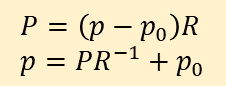 P = (p − p₀)R
p = PR⁻¹ + p₀